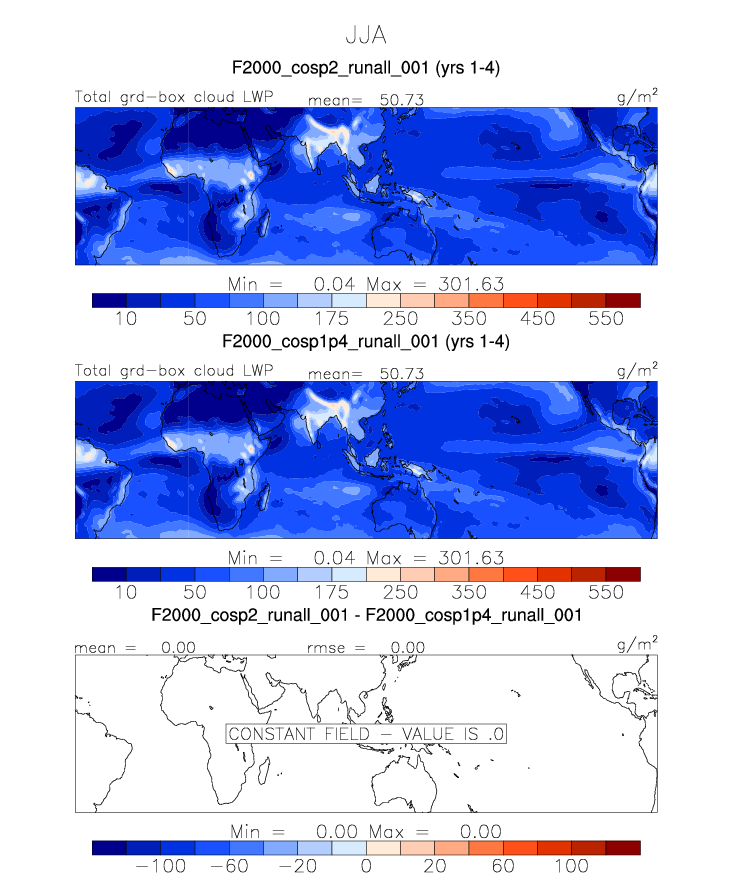 JJA
F2000_cosp2_runall_001 (yrs 1-4)
Total grd-box cloud LWP mean= 50.73 g/m²
Min = 0.04 Max = 301.63
10 50 100 175 250 350 450 550
F2000_cosp1p4_runall_001 (yrs 1-4)
Total grd-box cloud LWP mean= 50.73 g/m²
Min = 0.04 Max = 301.63
10 50 100 175 250 350 450 550
F2000_cosp2_runall_001 - F2000_cosp1p4_runall_001
mean = 0.00 rmse = 0.00 g/m²
CONSTANT FIELD - VALUE IS .0
Min = 0.00 Max = 0.00
-100 -60 -20 0 20 60 100